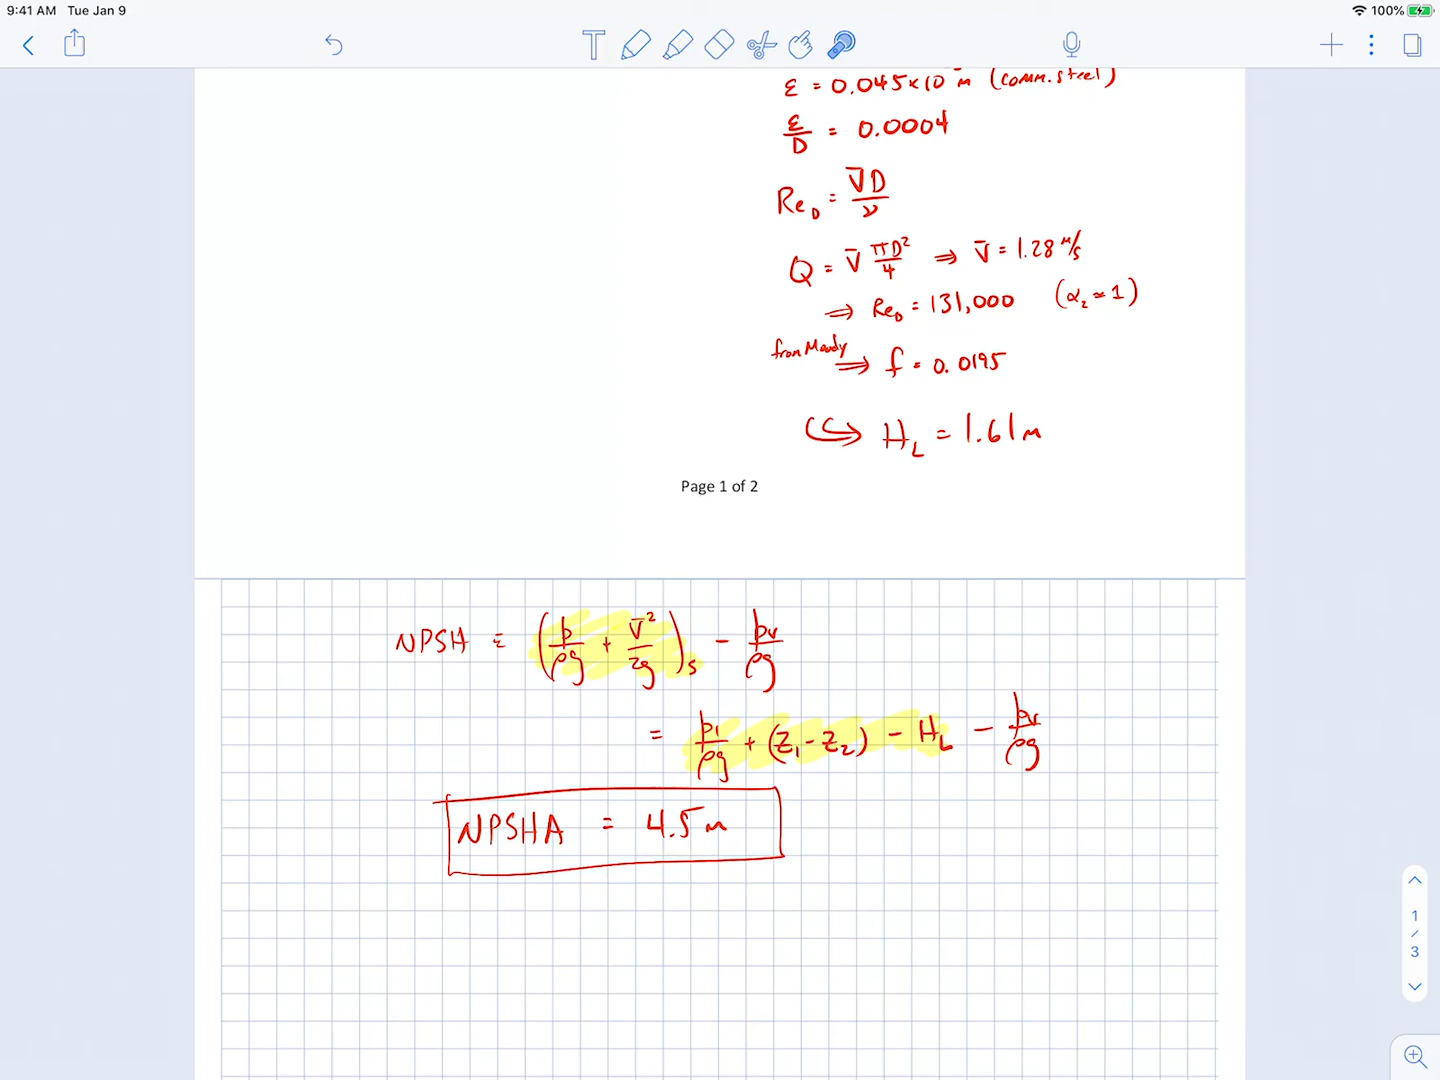 9:41 AM Tue Jan 9
100%
ε = 0.045×10 m (comm. steel)
ε/D = 0.0004
Re_D = V̄D/ν
Q = V̄ πD²/4 ⇒ V̄ = 1.28 m/s
⇒ Re_D = 131,000 (α₂ ≈ 1)
from Moody ⇒ f = 0.0195
↪ H_L = 1.61 m
Page 1 of 2
NPSH = (p/ρg + V̄²/2g)_s − p_v/ρg
= p₁/ρg + (z₁ − z₂) − H_L − p_v/ρg
NPSHA = 4.5 m
1
/
3